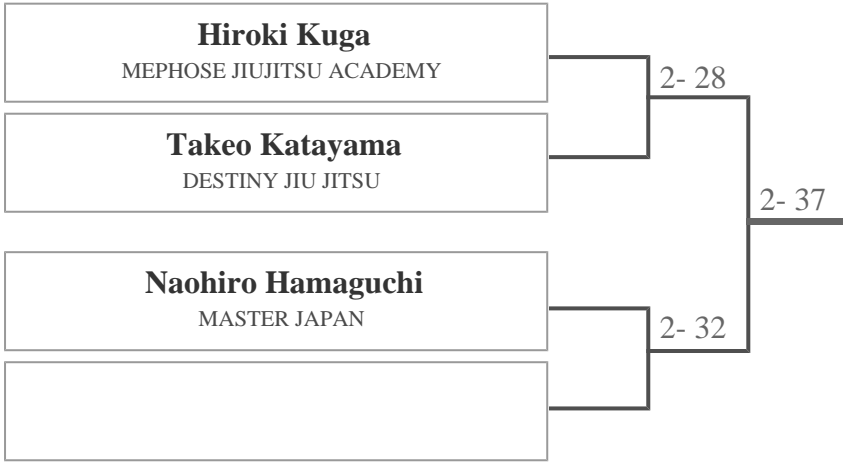 Hiroki Kuga
MEPHOSE JIUJITSU ACADEMY
2- 28
Takeo Katayama
DESTINY JIU JITSU
2- 37
Naohiro Hamaguchi
MASTER JAPAN
2- 32